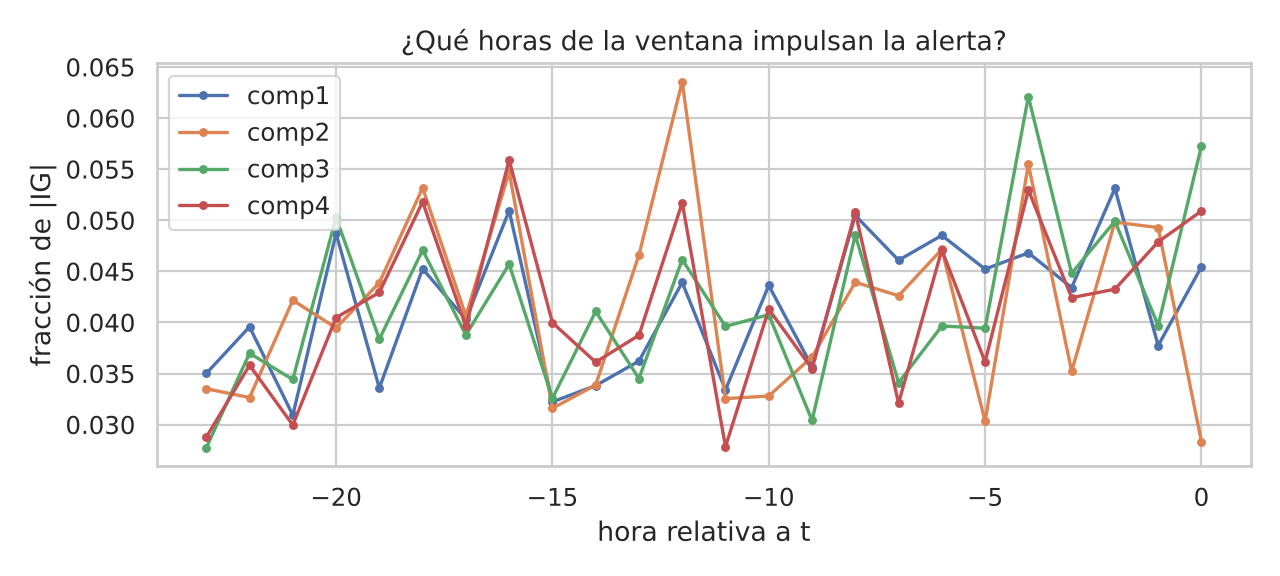 ¿Qué horas de la ventana impulsan la alerta?
0.065
0.060
0.055
0.050
0.045
0.040
0.035
0.030
fracción de |IG|
comp1
comp2
comp3
comp4
−20
−15
−10
−5
0
hora relativa a t